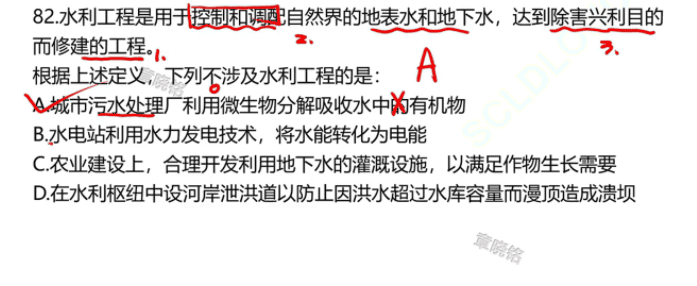 82.水利工程是用于控制和调配自然界的地表水和地下水，达到除害兴利目的
而修建的工程。
1.
2.
3.
根据上述定义，下列不涉及水利工程的是：
A
A.城市污水处理厂利用微生物分解吸收水中的有机物
B.水电站利用水力发电技术，将水能转化为电能
C.农业建设上，合理开发利用地下水的灌溉设施，以满足作物生长需要
D.在水利枢纽中设河岸泄洪道以防止因洪水超过水库容量而漫顶造成溃坝
章晓铭
章晓铭